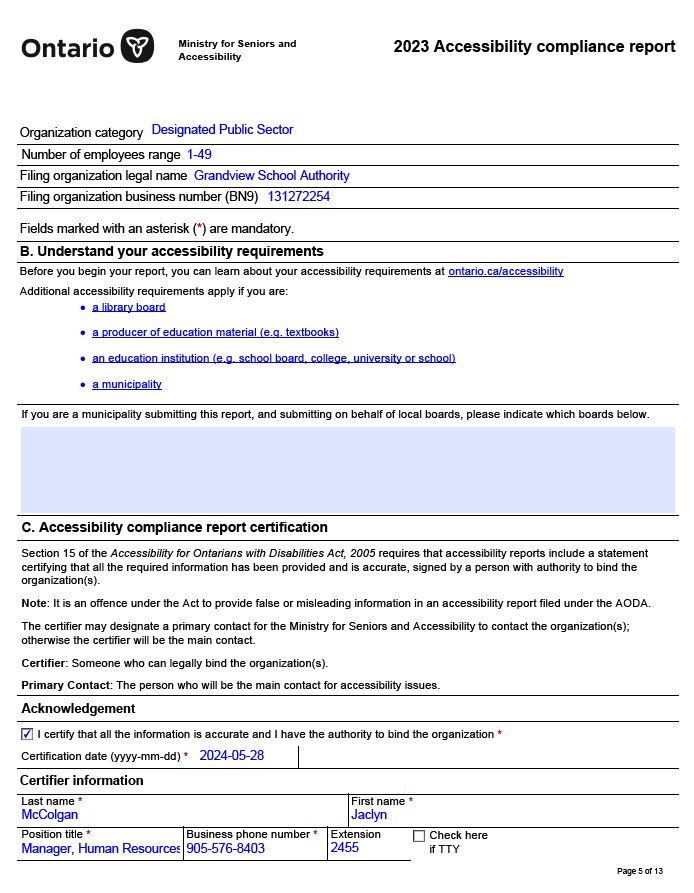 Ontario
Ministry for Seniors and
Accessibility
2023 Accessibility compliance report
Organization category Designated Public Sector
Number of employees range 1-49
Filing organization legal name Grandview School Authority
Filing organization business number (BN9) 131272254
Fields marked with an asterisk (*) are mandatory.
B. Understand your accessibility requirements
Before you begin your report, you can learn about your accessibility requirements at ontario.ca/accessibility
Additional accessibility requirements apply if you are:
• a library board
• a producer of education material (e.g. textbooks)
• an education institution (e.g. school board, college, university or school)
• a municipality
If you are a municipality submitting this report, and submitting on behalf of local boards, please indicate which boards below.
C. Accessibility compliance report certification
Section 15 of the Accessibility for Ontarians with Disabilities Act, 2005 requires that accessibility reports include a statement
certifying that all the required information has been provided and is accurate, signed by a person with authority to bind the
organization(s).
Note: It is an offence under the Act to provide false or misleading information in an accessibility report filed under the AODA.
The certifier may designate a primary contact for the Ministry for Seniors and Accessibility to contact the organization(s);
otherwise the certifier will be the main contact.
Certifier: Someone who can legally bind the organization(s).
Primary Contact: The person who will be the main contact for accessibility issues.
Acknowledgement
I certify that all the information is accurate and I have the authority to bind the organization *
Certification date (yyyy-mm-dd) * 2024-05-28
Certifier information
Last name * First name *
McColgan Jaclyn
Position title * Business phone number * Extension Check here
Manager, Human Resources 905-576-8403 2455 if TTY
Page 5 of 13